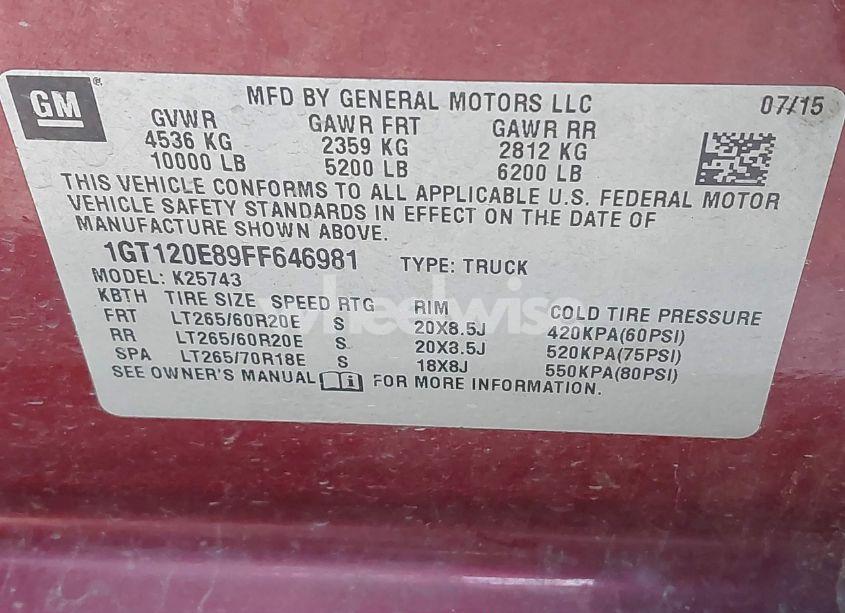 GM ®
MFD BY GENERAL MOTORS LLC 07/15
GVWR GAWR FRT GAWR RR
4536 KG 2359 KG 2812 KG
10000 LB 5200 LB 6200 LB
THIS VEHICLE CONFORMS TO ALL APPLICABLE U.S. FEDERAL MOTOR
VEHICLE SAFETY STANDARDS IN EFFECT ON THE DATE OF
MANUFACTURE SHOWN ABOVE.
1GT120E89FF646981 TYPE: TRUCK
MODEL: K25743
KBTH TIRE SIZE SPEED RTG RIM COLD TIRE PRESSURE
FRT LT265/60R20E S 20X8.5J 420KPA(60PSI)
RR LT265/60R20E S 20X8.5J 520KPA(75PSI)
SPA LT265/70R18E S 18X8J 550KPA(80PSI)
SEE OWNER'S MANUAL FOR MORE INFORMATION.
wheelwise